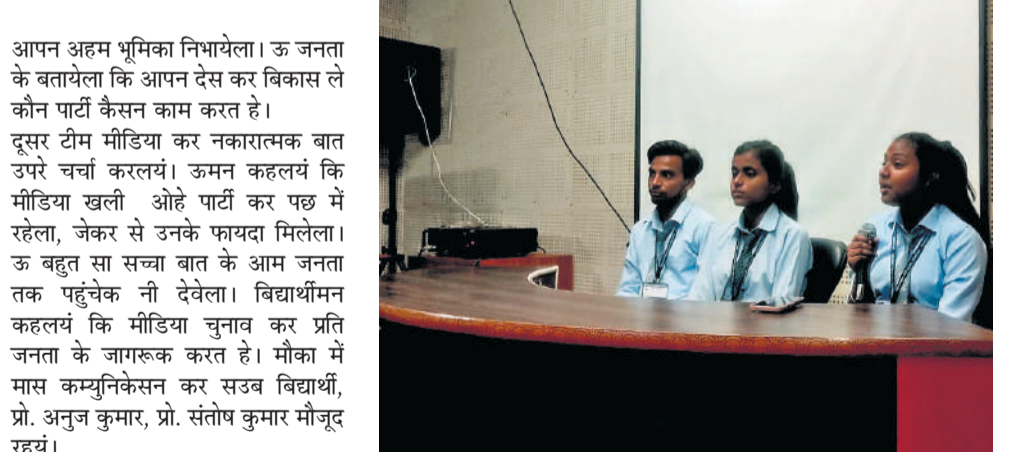 आपन अहम भूमिका निभायेला। ऊ जनता
के बतायेला कि आपन देस कर बिकास ले
कौन पार्टी कैसन काम करत हे।
दूसर टीम मीडिया कर नकारात्मक बात
उपरे चर्चा करलयं। ऊमन कहलयं कि
मीडिया खली ओहे पार्टी कर पछ में
रहेला, जेकर से उनके फायदा मिलेला।
ऊ बहुत सा सच्चा बात के आम जनता
तक पहुंचेक नी देवेला। बिद्यार्थीमन
कहलयं कि मीडिया चुनाव कर प्रति
जनता के जागरूक करत हे। मौका में
मास कम्युनिकेसन कर सउब बिद्यार्थी,
प्रो. अनुज कुमार, प्रो. संतोष कुमार मौजूद
रहयं।